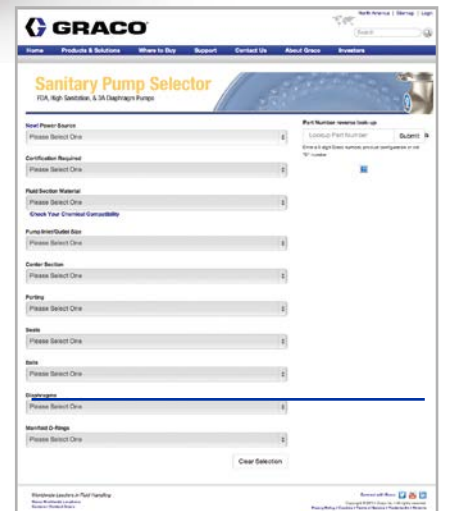 North America | Sitemap | Login
GRACO
Search
Home Products & Solutions Where to Buy Support Contact Us About Graco Investors
Sanitary Pump Selector
FDA, High Sanitation, & 3A Diaphragm Pumps
New! Power Source
Please Select One
Part Number reverse look-up
Lookup Part Number Submit
Certification Required
Please Select One
Fluid Section Material
Please Select One
Check Your Chemical Compatibility
Pump Inlet/Outlet Size
Please Select One
Center Section
Please Select One
Porting
Please Select One
Seats
Please Select One
Balls
Please Select One
Diaphragms
Please Select One
Manifold O-Rings
Please Select One
Clear Selection
Worldwide Leaders in Fluid Handling